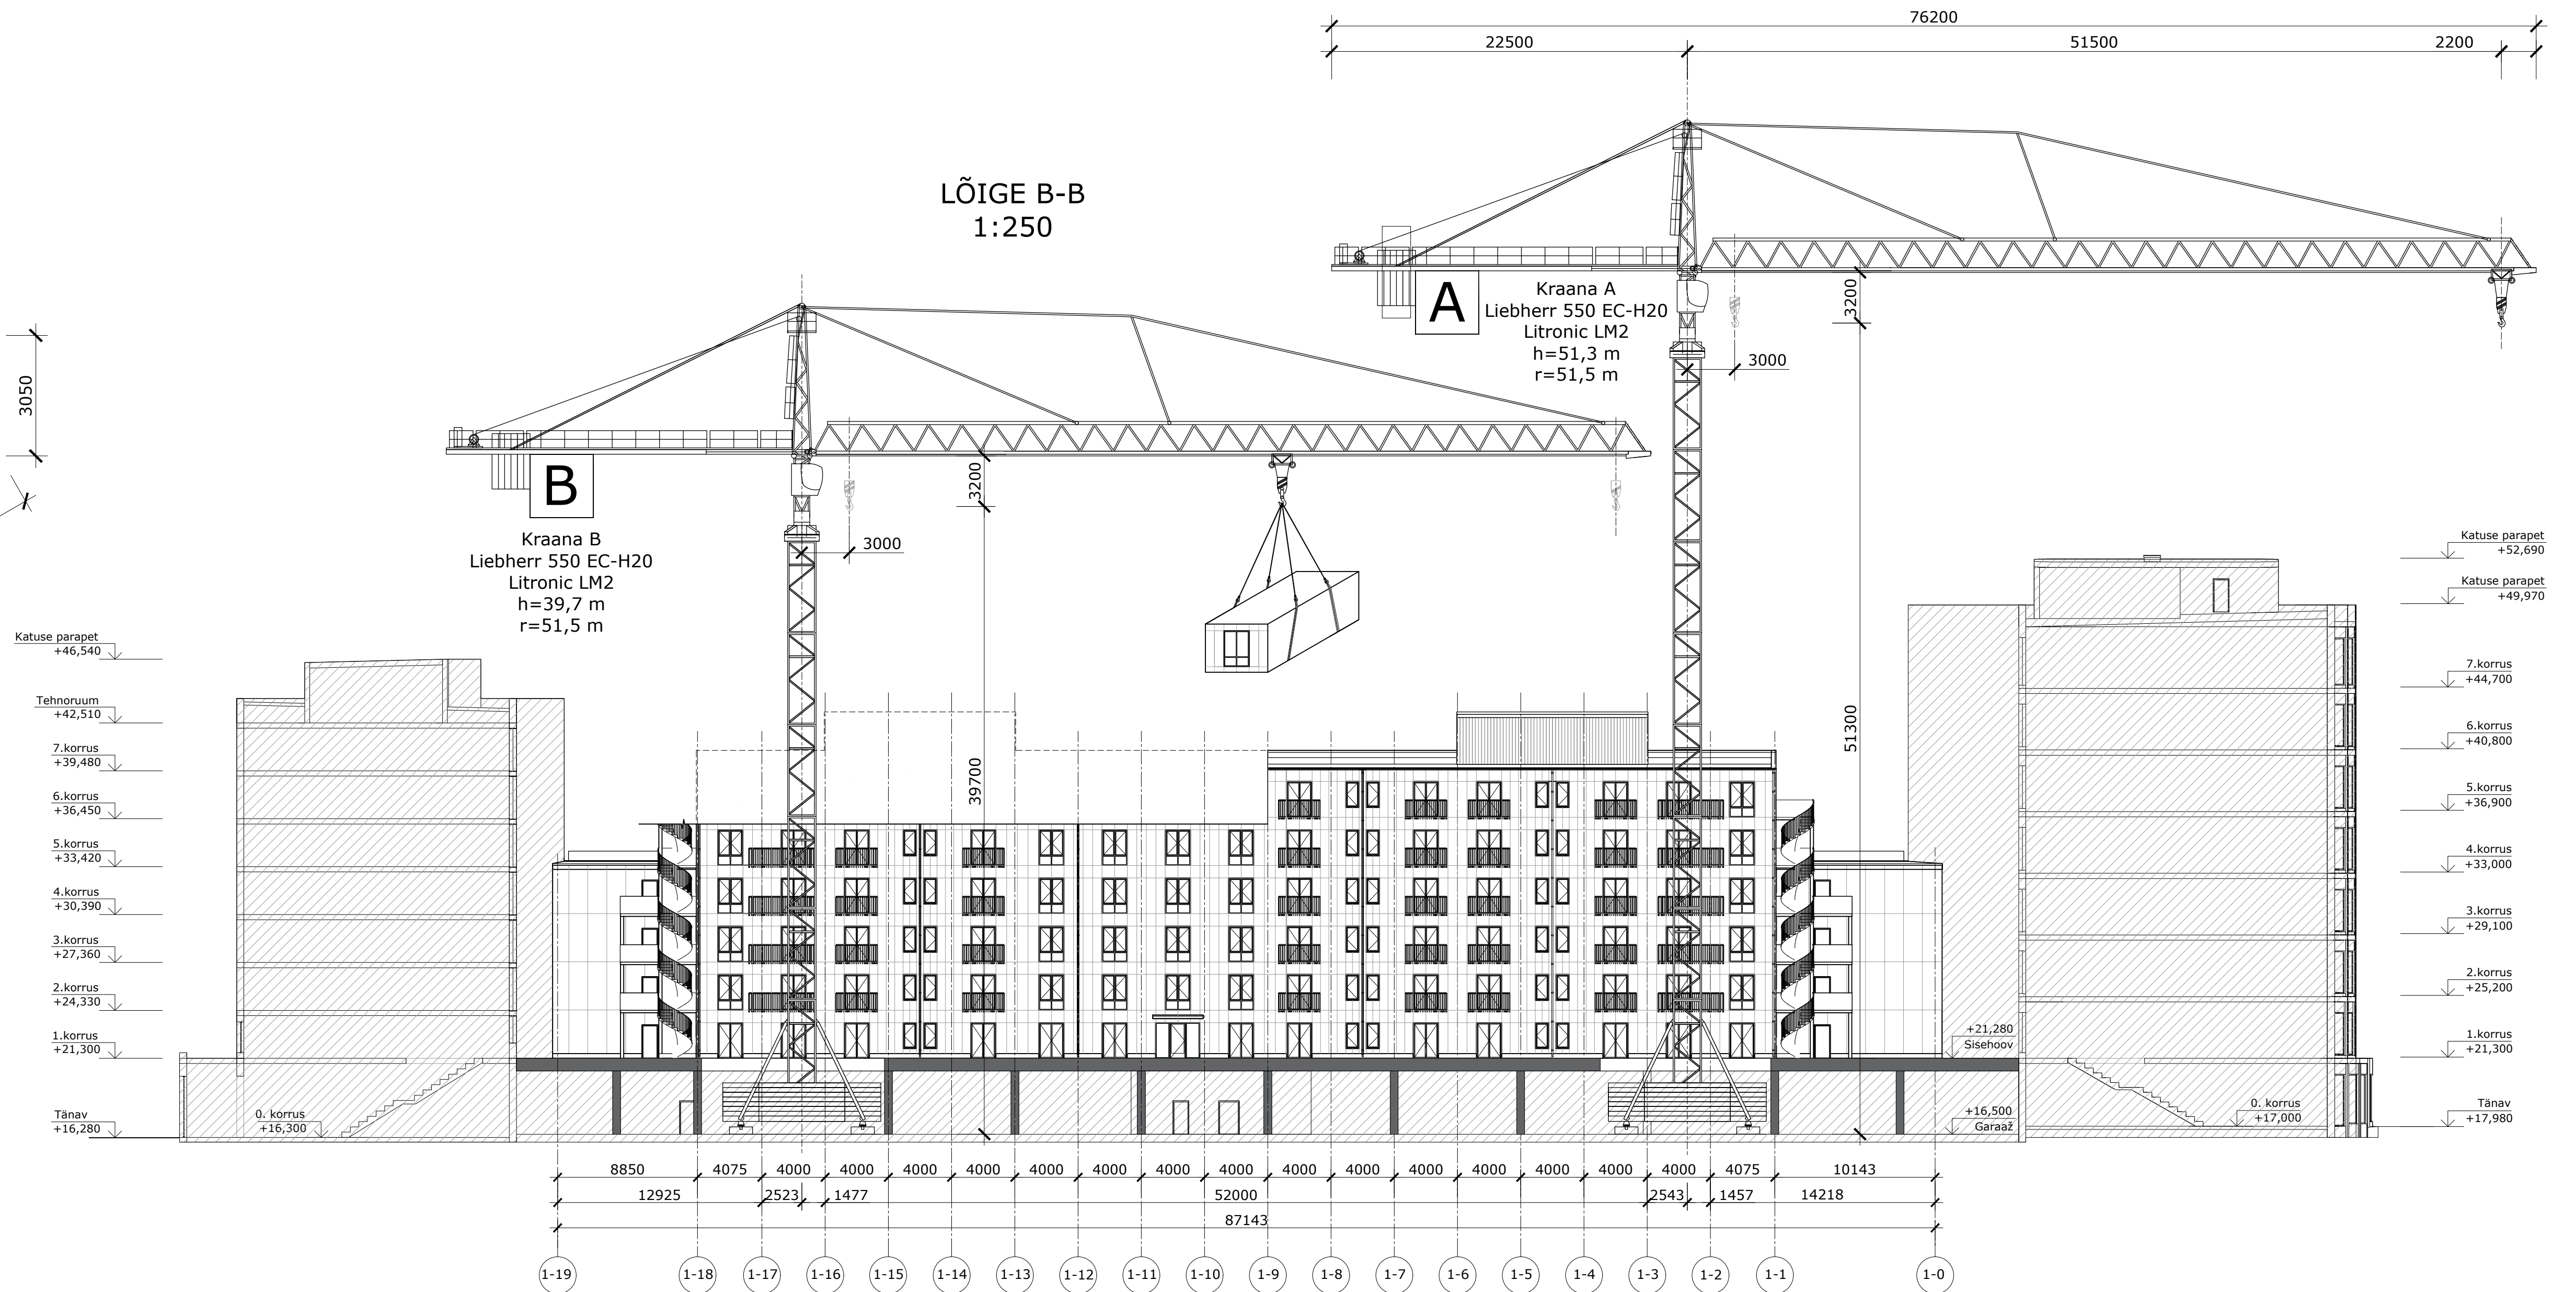 76200
22500
51500
2200
LÕIGE B-B
1:250
A
Kraana A
Liebherr 550 EC-H20
Litronic LM2
h=51,3 m
r=51,5 m
3200
3000
51300
3050
B
Kraana B
Liebherr 550 EC-H20
Litronic LM2
h=39,7 m
r=51,5 m
3200
3000
39700
Katuse parapet
+46,540
Tehnoruum
+42,510
7.korrus
+39,480
6.korrus
+36,450
5.korrus
+33,420
4.korrus
+30,390
3.korrus
+27,360
2.korrus
+24,330
1.korrus
+21,300
Tänav
+16,280
0. korrus
+16,300
Katuse parapet
+52,690
Katuse parapet
+49,970
7.korrus
+44,700
6.korrus
+40,800
5.korrus
+36,900
4.korrus
+33,000
3.korrus
+29,100
2.korrus
+25,200
1.korrus
+21,300
Tänav
+17,980
0. korrus
+17,000
+21,280
Sisehoov
+16,500
Garaaž
8850 4075 4000 4000 4000 4000 4000 4000 4000 4000 4000 4000 4000 4000 4000 4000 4000 4075 10143
12925 2523 1477 52000 2543 1457 14218
87143
1-19 1-18 1-17 1-16 1-15 1-14 1-13 1-12 1-11 1-10 1-9 1-8 1-7 1-6 1-5 1-4 1-3 1-2 1-1 1-0